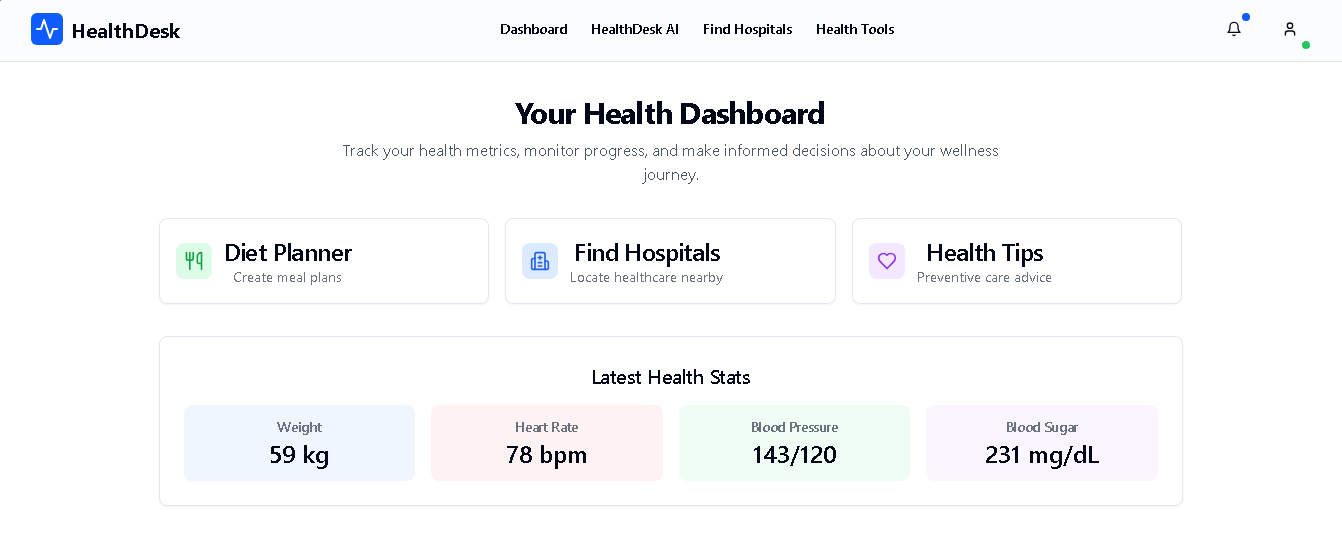 HealthDesk
Dashboard HealthDesk AI Find Hospitals Health Tools
Your Health Dashboard
Track your health metrics, monitor progress, and make informed decisions about your wellness
journey.
Diet Planner
Create meal plans
Find Hospitals
Locate healthcare nearby
Health Tips
Preventive care advice
Latest Health Stats
Weight
59 kg
Heart Rate
78 bpm
Blood Pressure
143/120
Blood Sugar
231 mg/dL